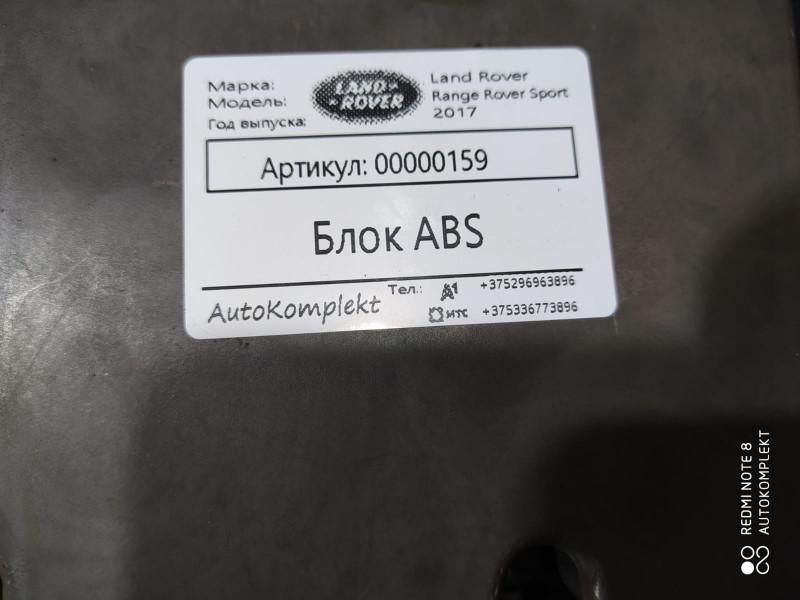 Марка: Land Rover
Модель: Range Rover Sport
Год выпуска: 2017
LAND ROVER
Артикул: 00000159
Блок ABS
AutoKomplekt
Тел.: A1 +375296963896
мтс +375336773896
REDMI NOTE 8
AUTOKOMPLEKT